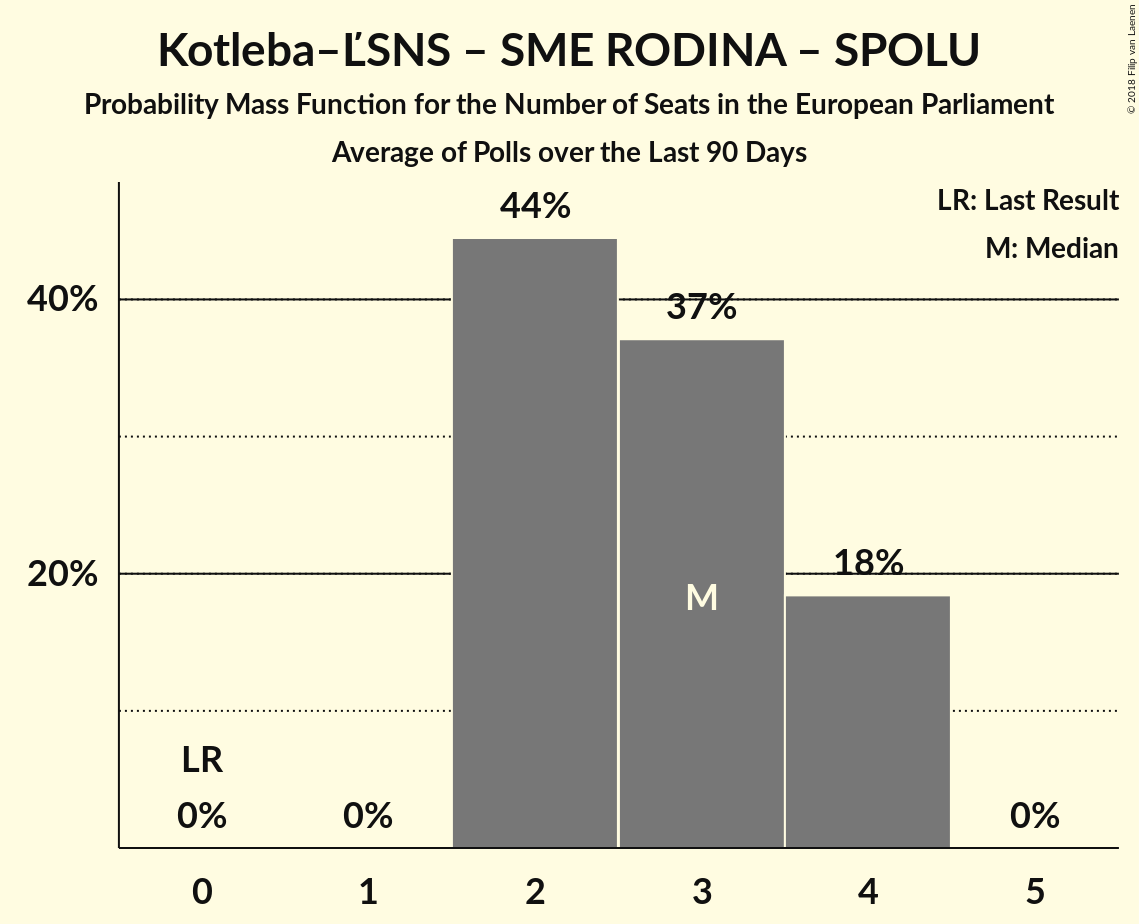 Kotleba–ĽSNS – SME RODINA – SPOLU
Probability Mass Function for the Number of Seats in the European Parliament
Average of Polls over the Last 90 Days
© 2018 Filip van Laenen
LR: Last Result
M: Median
44%
40%
37%
20%
18%
M
LR
0%
0%
0%
0
1
2
3
4
5